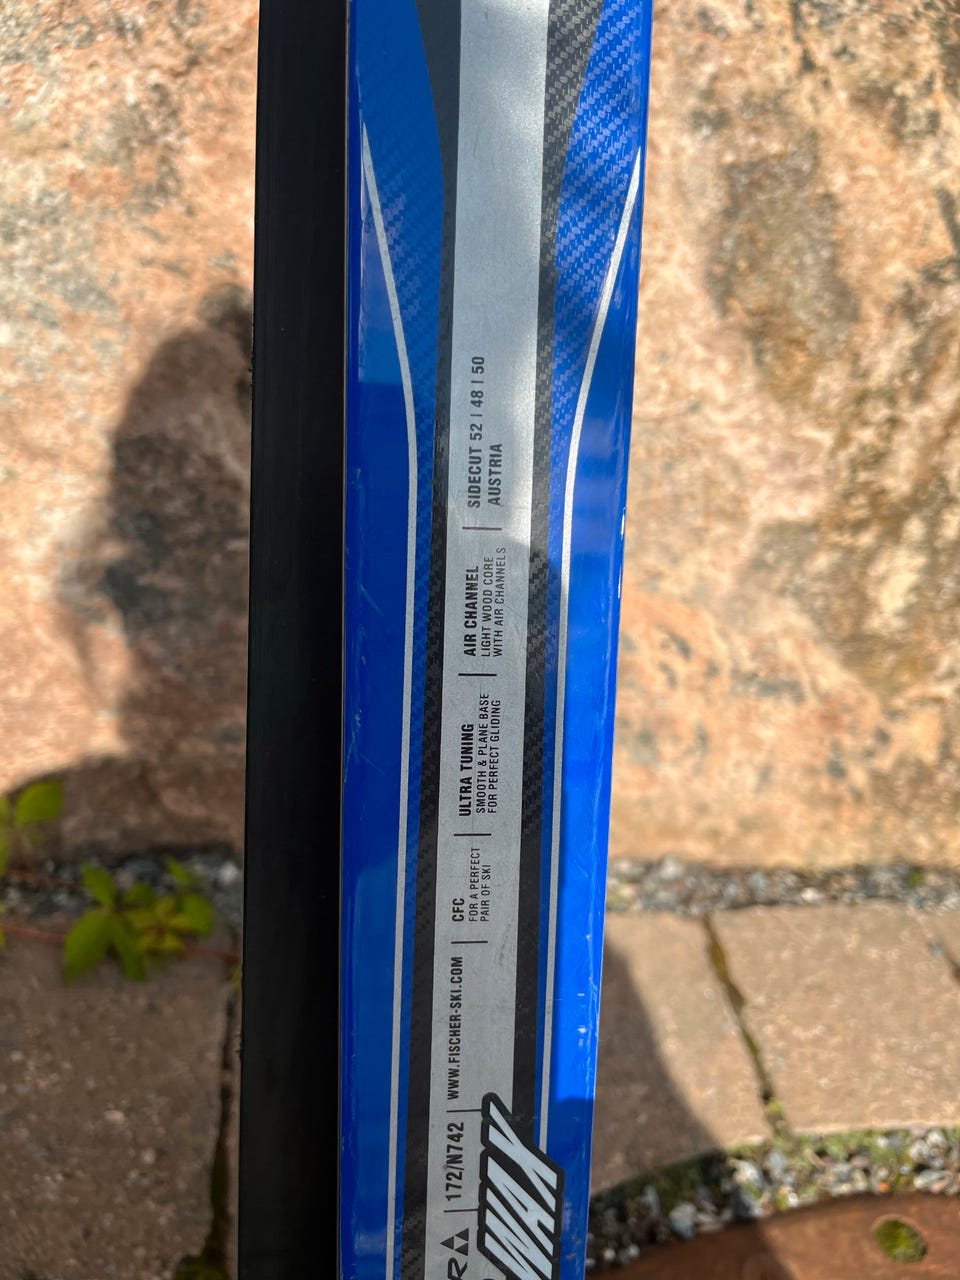 R
WAX
172/N742
WWW.FISCHER-SKI.COM
CFC
FOR A PERFECT
PAIR OF SKI
ULTRA TUNING
SMOOTH & PLANE BASE
FOR PERFECT GLIDING
AIR CHANNEL
LIGHT WOOD CORE
WITH AIR CHANNELS
SIDECUT 52 | 48 | 50
AUSTRIA